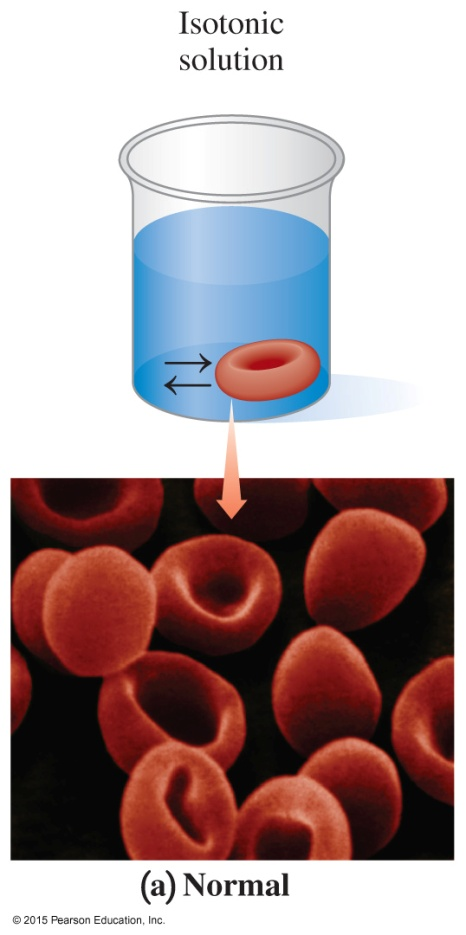 Isotonic
solution
(a) Normal
© 2015 Pearson Education, Inc.